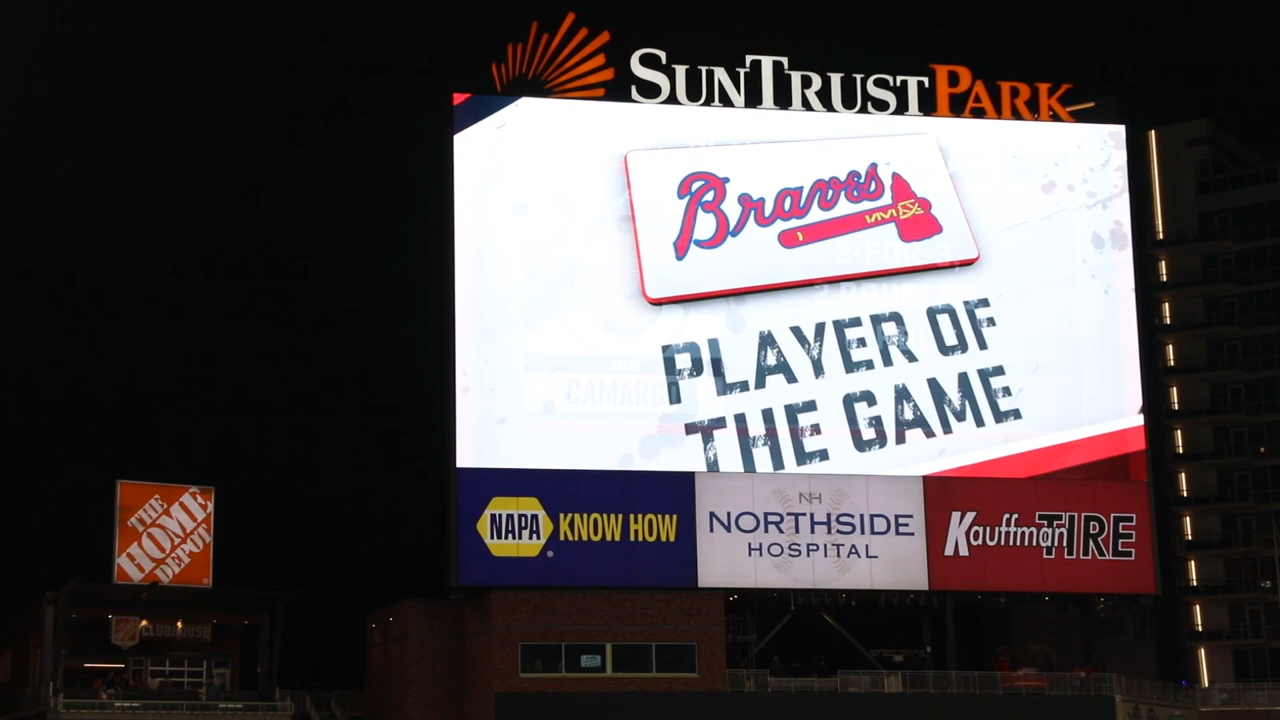 SUNTRUST PARK
Braves
PLAYER OF
THE GAME
CAMARGO
THE
HOME
DEPOT
NAPA KNOW HOW
NH
NORTHSIDE
HOSPITAL
Kauffman TIRE
CLUBHOUSE